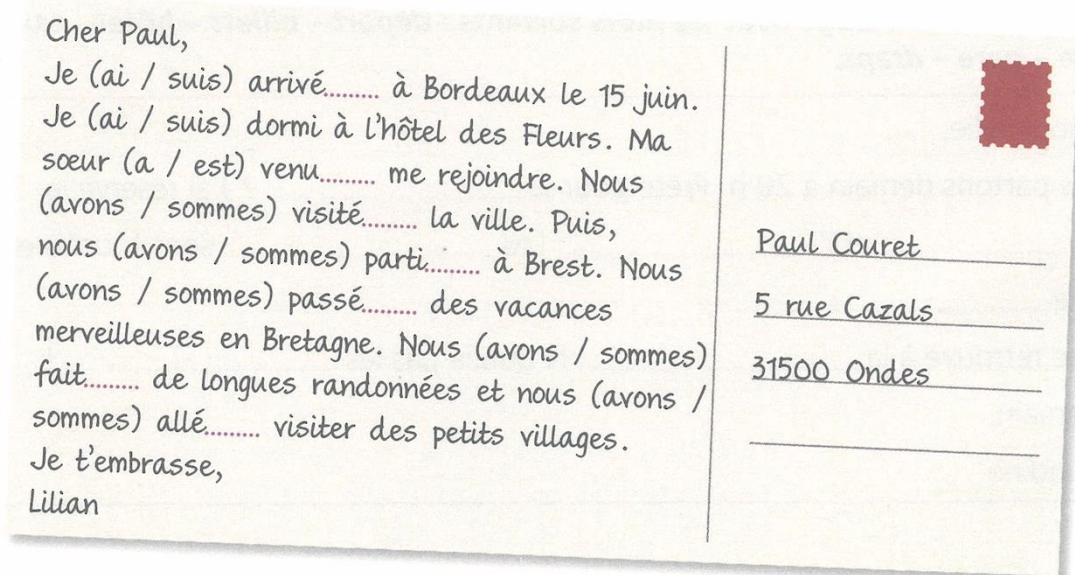 Cher Paul,
Je (ai / suis) arrivé......... à Bordeaux le 15 juin.
Je (ai / suis) dormi à l'hôtel des Fleurs. Ma
sœur (a / est) venu......... me rejoindre. Nous
(avons / sommes) visité......... la ville. Puis,
nous (avons / sommes) parti......... à Brest. Nous
(avons / sommes) passé......... des vacances
merveilleuses en Bretagne. Nous (avons / sommes)
fait......... de longues randonnées et nous (avons /
sommes) allé......... visiter des petits villages.
Je t'embrasse,
Lilian
Paul Couret
5 rue Cazals
31500 Ondes